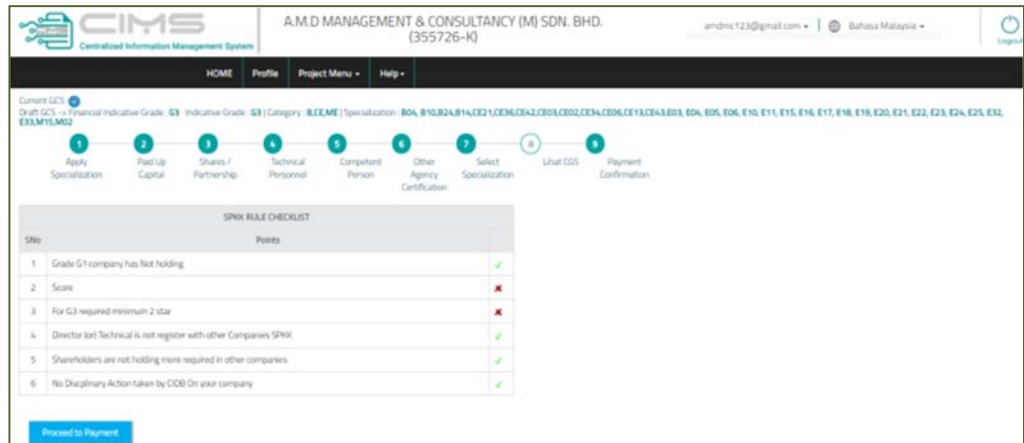 CIMS
Centralized Information Management System
A.M.D MANAGEMENT & CONSULTANCY (M) SDN. BHD.
(355726-K)
amdmc123@gmail.com
Bahasa Malaysia
Logout
HOME Profile Project Menu Help
Current GCS
Draft GCS -> Financial Indicative Grade : G3 Indicative Grade : G3 | Category : B,CE,ME | Specialization : B04, B10,B24,B14,CE21,CE36,CE42,CE03,CE02,CE34,CE06,CE13,CE43,E03, E04, E05, E06, E10, E11, E15, E16, E17, E18, E19, E20, E21, E22, E23, E24, E25, E32,
E33,M15,M02
1 2 3 4 5 6 7 8 9
Apply Paid Up Shares / Technical Competent Other Select Lihat CGS Payment
Specialization Capital Partnership Personnel Person Agency Specialization Confirmation
Certification
SPKK RULE CHECKLIST
SNo Points
1 Grade G1 company has Not holding
2 Score
3 For G3 required minimum 2 star
4 Director (or) Technical is not register with other Companies SPKK
5 Shareholders are not holding more required in other companies
6 No Discplinary Action taken by CIDB On your company
Proceed to Payment